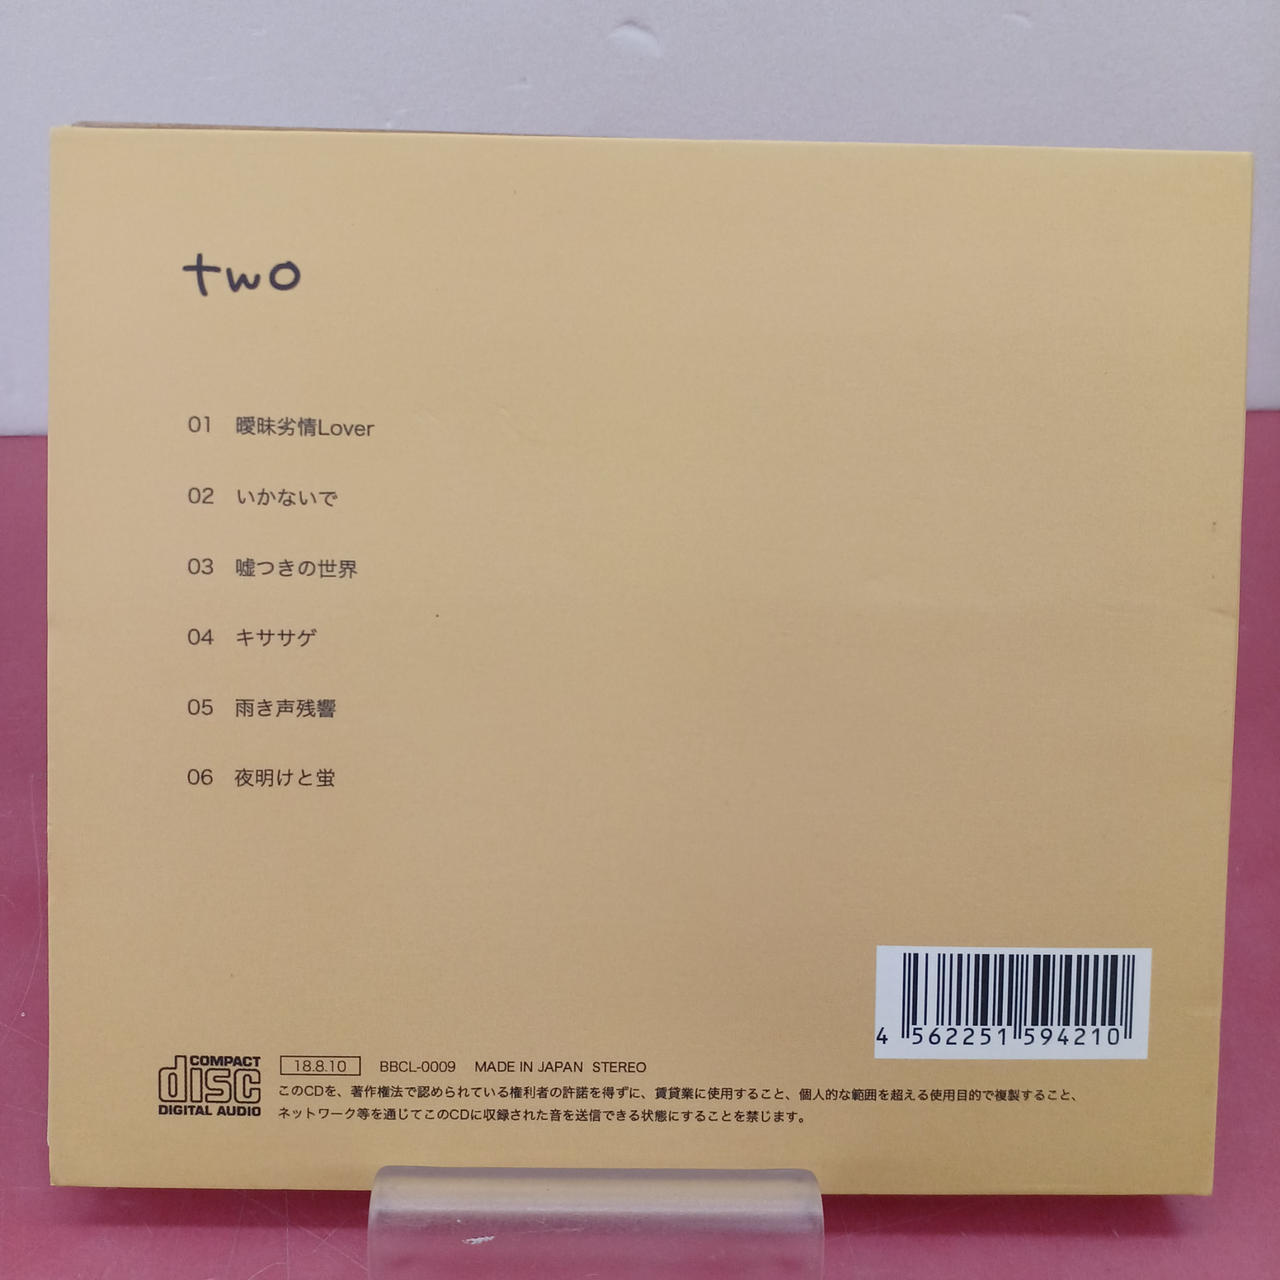 two
01 曖昧劣情Lover
02 いかないで
03 嘘つきの世界
04 キササゲ
05 雨き声残響
06 夜明けと蛍
4 562251 594210
COMPACT
disc
DIGITAL AUDIO
18.8.10 BBCL-0009 MADE IN JAPAN STEREO
このCDを、著作権法で認められている権利者の許諾を得ずに、賃貸業に使用すること、個人的な範囲を超える使用目的で複製すること、
ネットワーク等を通じてこのCDに収録された音を送信できる状態にすることを禁じます。